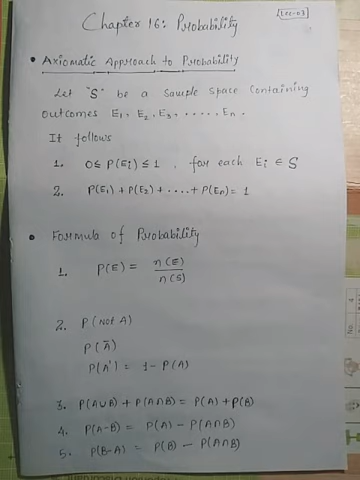 [Lec-03]
Chapter 16: Probability
• Axiomatic Approach to Probability
Let "S" be a sample space containing
outcomes E₁, E₂, E₃, ....., Eₙ.
It follows
1. 0 ≤ P(Eᵢ) ≤ 1 , for each Eᵢ ∈ S
2. P(E₁) + P(E₂) + .... + P(Eₙ) = 1
• Formula of Probability
1. P(E) = n(E)/n(S)
2. P(Not A)
P(Ā)
P(A') = 1 - P(A)
3. P(A∪B) + P(A∩B) = P(A) + P(B)
4. P(A-B) = P(A) - P(A∩B)
5. P(B-A) = P(B) - P(A∩B)